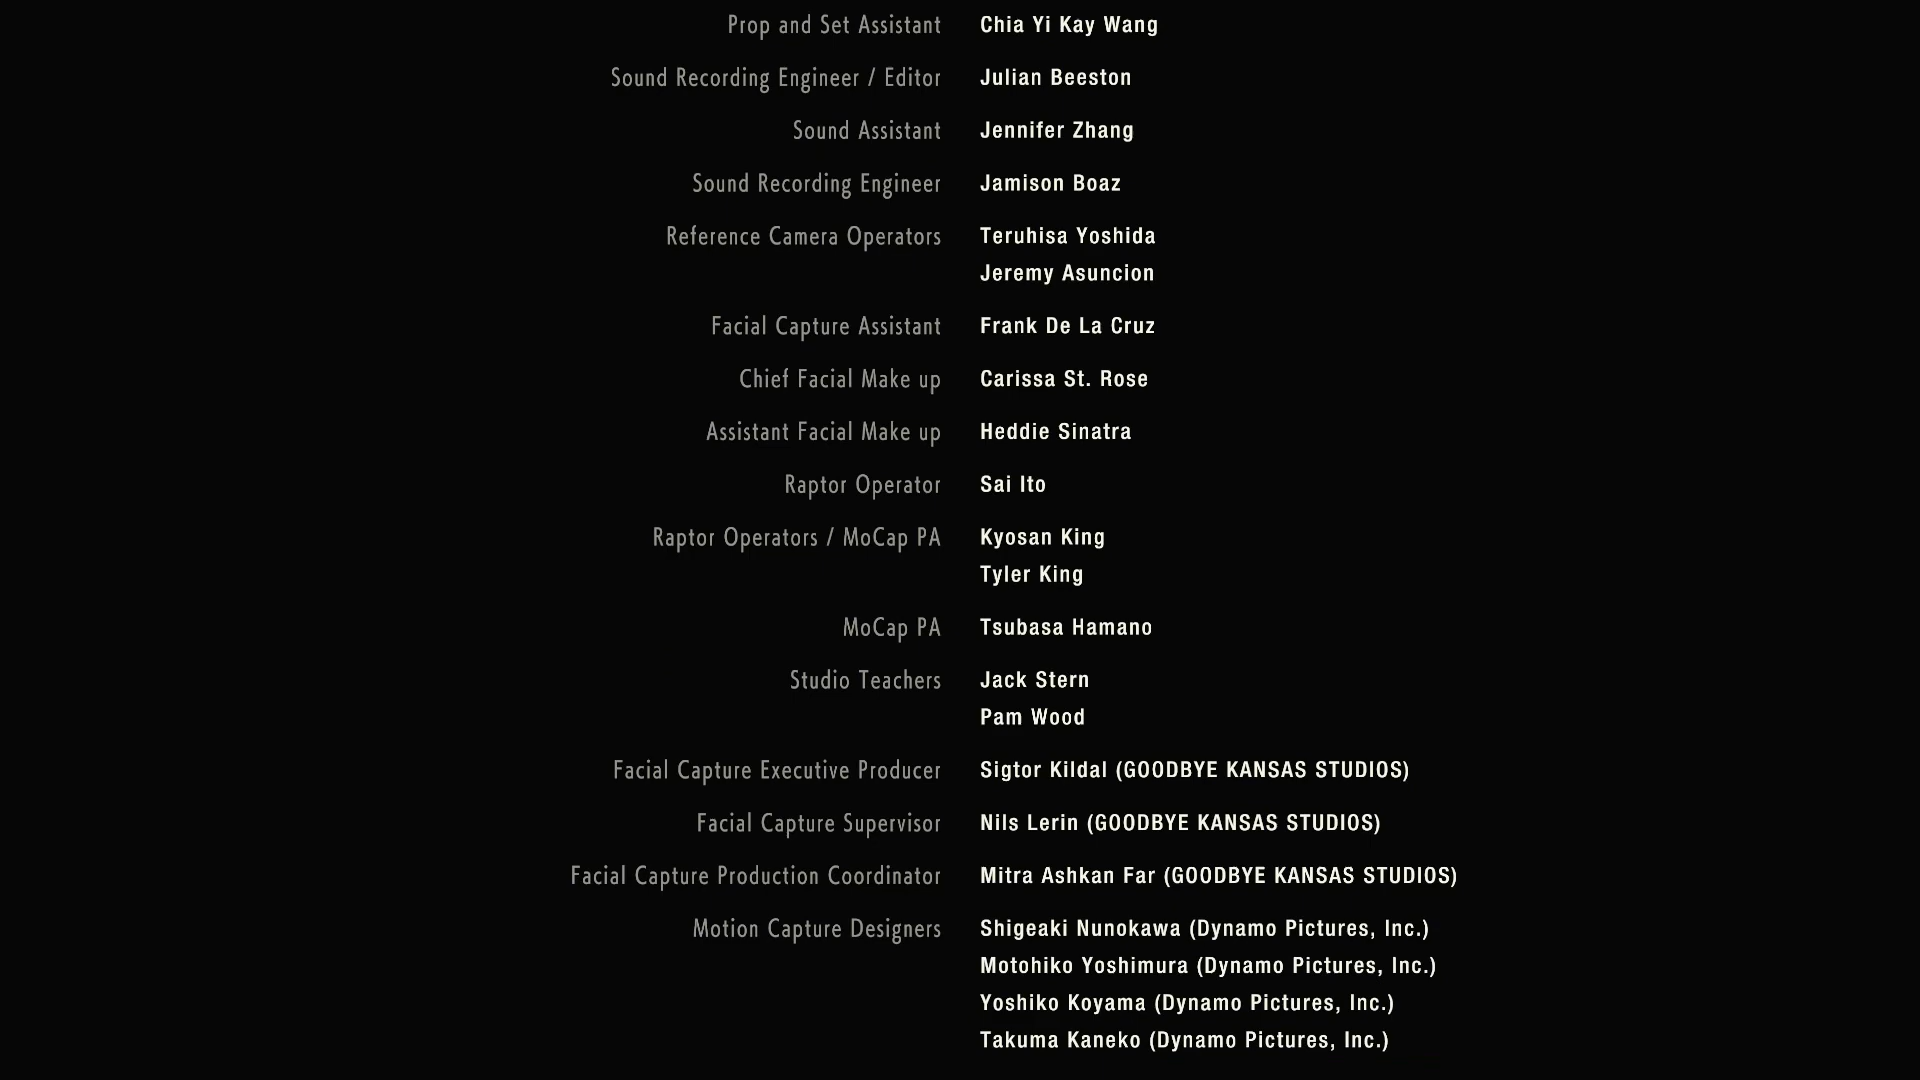 Prop and Set Assistant Chia Yi Kay Wang
Sound Recording Engineer / Editor Julian Beeston
Sound Assistant Jennifer Zhang
Sound Recording Engineer Jamison Boaz
Reference Camera Operators Teruhisa Yoshida
Jeremy Asuncion
Facial Capture Assistant Frank De La Cruz
Chief Facial Make up Carissa St. Rose
Assistant Facial Make up Heddie Sinatra
Raptor Operator Sai Ito
Raptor Operators / MoCap PA Kyosan King
Tyler King
MoCap PA Tsubasa Hamano
Studio Teachers Jack Stern
Pam Wood
Facial Capture Executive Producer Sigtor Kildal (GOODBYE KANSAS STUDIOS)
Facial Capture Supervisor Nils Lerin (GOODBYE KANSAS STUDIOS)
Facial Capture Production Coordinator Mitra Ashkan Far (GOODBYE KANSAS STUDIOS)
Motion Capture Designers Shigeaki Nunokawa (Dynamo Pictures, Inc.)
Motohiko Yoshimura (Dynamo Pictures, Inc.)
Yoshiko Koyama (Dynamo Pictures, Inc.)
Takuma Kaneko (Dynamo Pictures, Inc.)